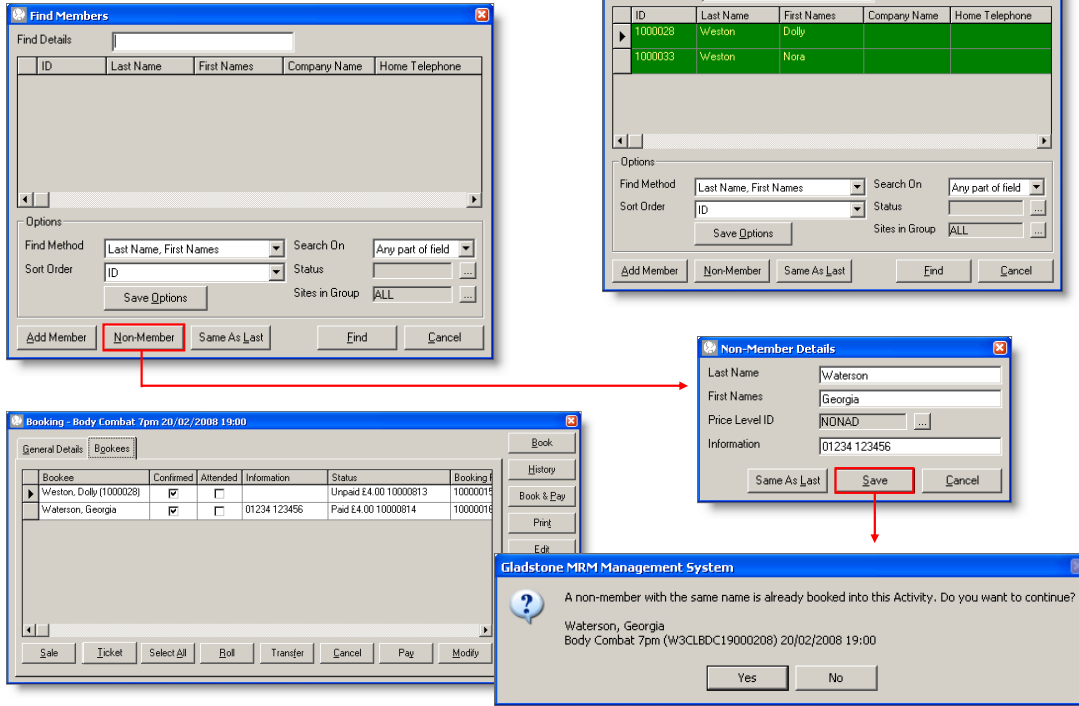 Find Members
Find Details
ID Last Name First Names Company Name Home Telephone
Options
Find Method Last Name, First Names Search On Any part of field
Sort Order ID Status ...
Save Options Sites in Group ALL ...
Add Member Non-Member Same As Last Find Cancel
ID Last Name First Names Company Name Home Telephone
1000028 Weston Dolly
1000033 Weston Nora
Options
Find Method Last Name, First Names Search On Any part of field
Sort Order ID Status ...
Save Options Sites in Group ALL ...
Add Member Non-Member Same As Last Find Cancel
Non-Member Details
Last Name Waterson
First Names Georgia
Price Level ID NONAD ...
Information 01234 123456
Same As Last Save Cancel
Booking - Body Combat 7pm 20/02/2008 19:00
General Details Bookees
Bookee Confirmed Attended Information Status Booking
Weston, Dolly (1000028) Unpaid £4.00 10000813
Waterson, Georgia 01234 123456 Paid £4.00 10000814
Book
History
Book & Pay
Print
Edit
Sale Ticket Select All Roll Transfer Cancel Pay Modify
Gladstone MRM Management System
A non-member with the same name is already booked into this Activity. Do you want to continue?
Waterson, Georgia
Body Combat 7pm (W3CLBDC19000208) 20/02/2008 19:00
Yes No